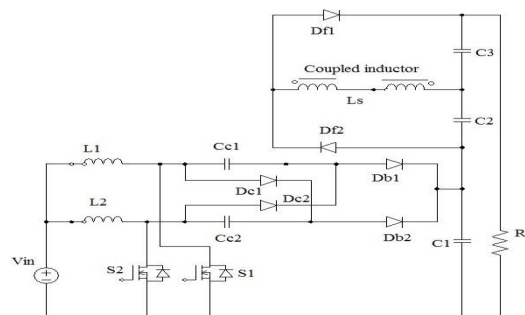 Df1
C3
Coupled inductor
Ls
C2
Df2
L1
Cc1
Dc1
Db1
L2
Dc2
Cc2
Db2
C1
R
Vin
S2
S1